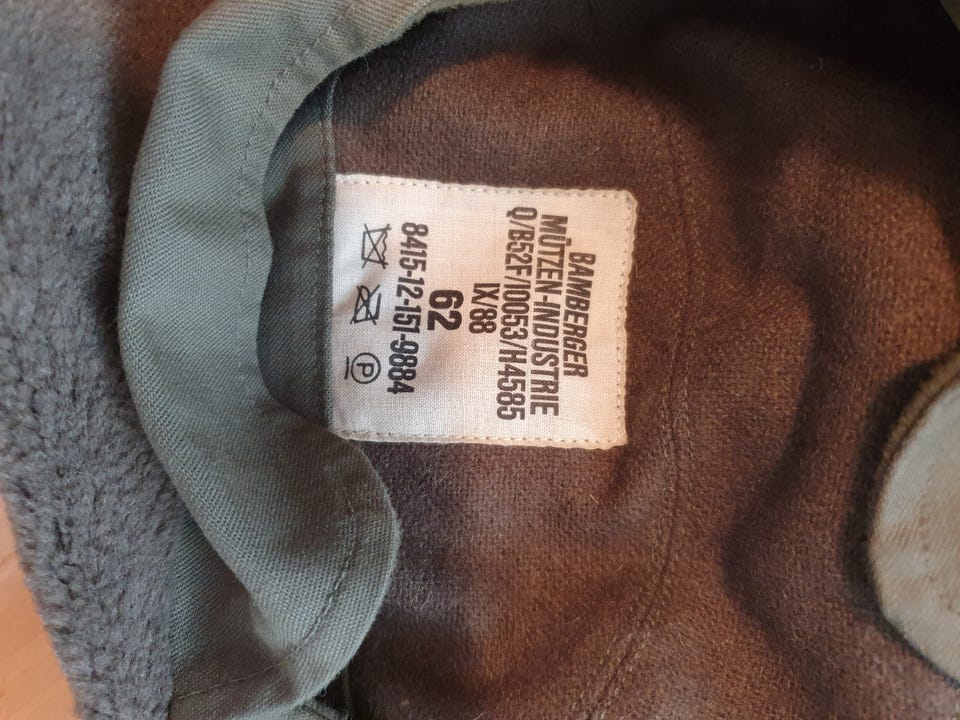 BAMBERGER
MÜTZEN-INDUSTRIE
Q/B52F/10053/H4585
IX/88
62
8415-12-151-9884
P